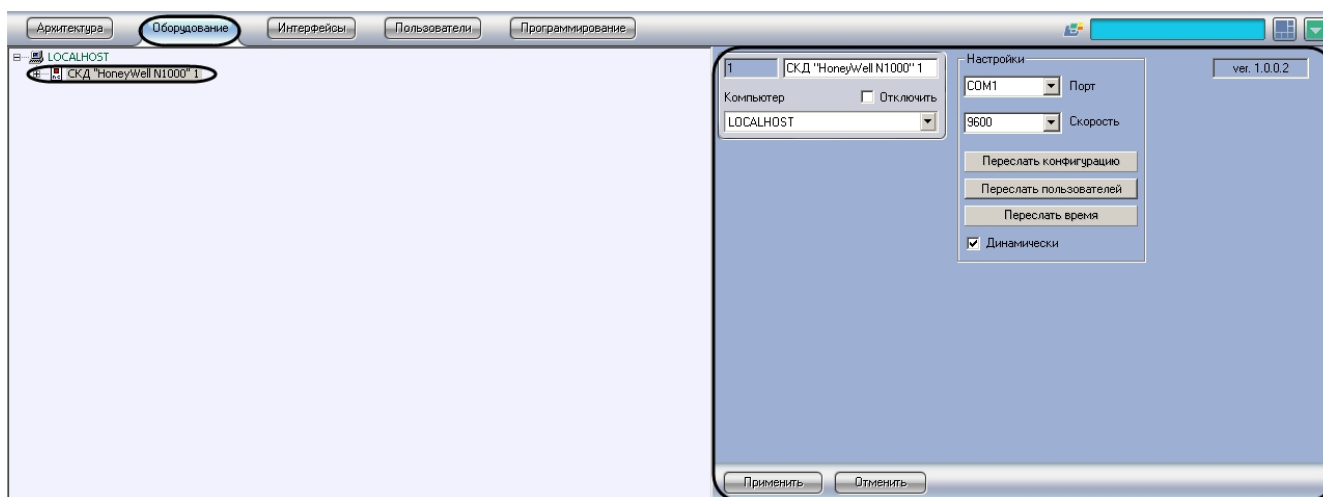 Архитектура Оборудование Интерфейсы Пользователи Программирование
LOCALHOST
СКД "HoneyWell N1000" 1
1 СКД "HoneyWell N1000" 1
Компьютер Отключить
LOCALHOST
Настройки
COM1 Порт
9600 Скорость
Переслать конфигурацию
Переслать пользователей
Переслать время
Динамически
ver. 1.0.0.2
Применить Отменить